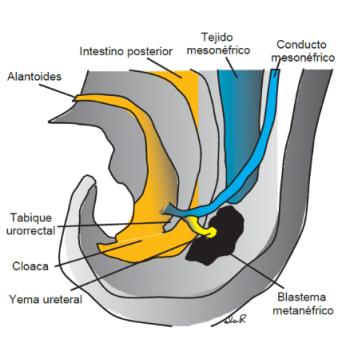 Tejido
mesonéfrico
Conducto
mesonéfrico
Intestino posterior
Alantoides
Tabique
urorrectal
Cloaca
Yema ureteral
Blastema
metanéfrico